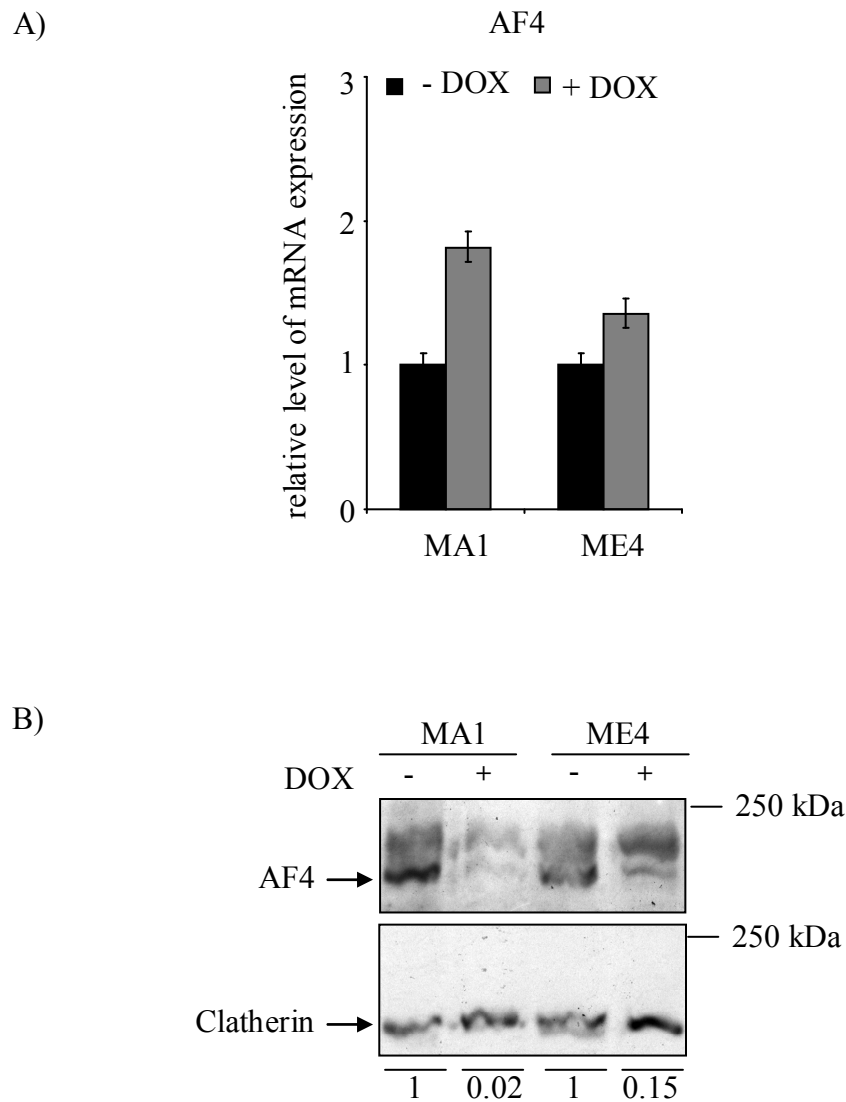 A)
AF4
- DOX + DOX
relative level of mRNA expression
3
2
1
0
MA1 ME4
B)
MA1 ME4
DOX - + - +
250 kDa
AF4
250 kDa
Clatherin
1 0.02 1 0.15